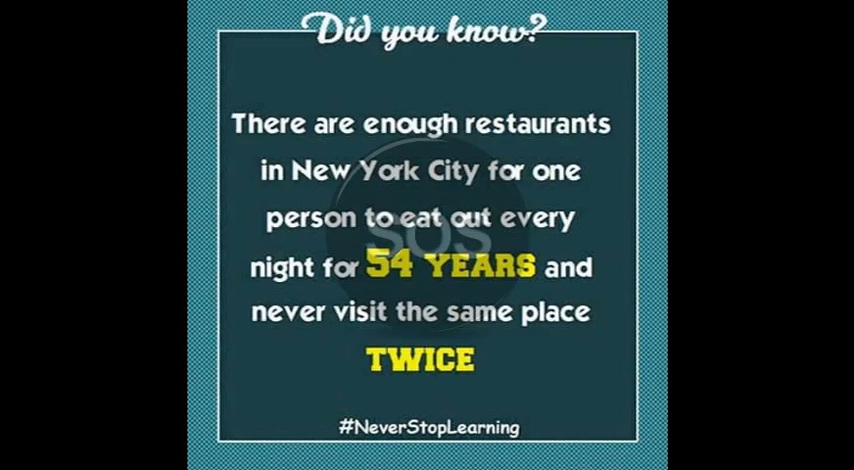 Did you know?
There are enough restaurants
in New York City for one
person to eat out every
night for 54 YEARS and
never visit the same place
TWICE
#NeverStopLearning
SOS